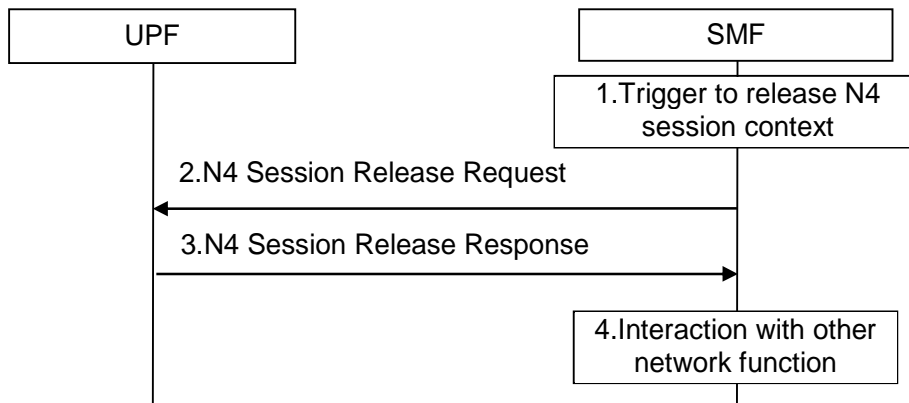 UPF
SMF
1.Trigger to release N4
session context
2.N4 Session Release Request
3.N4 Session Release Response
4.Interaction with other
network function